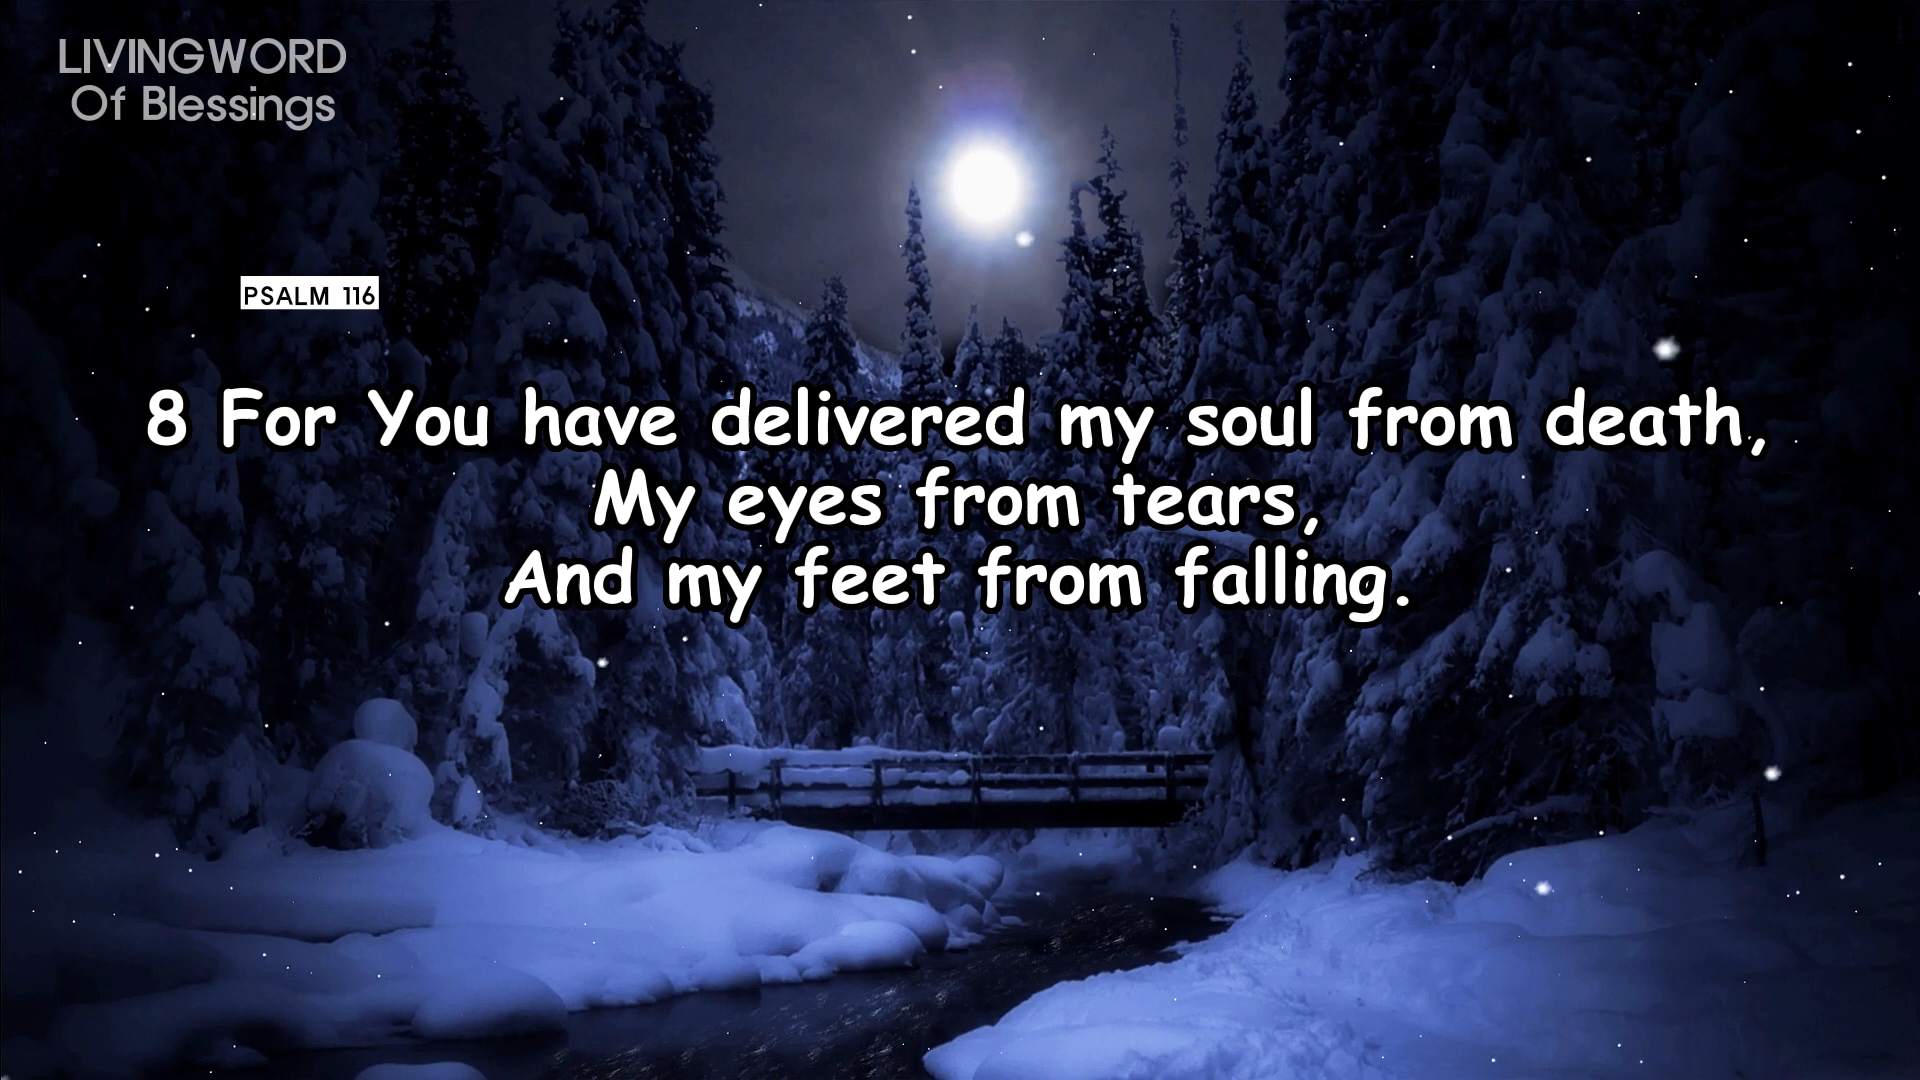 LIVINGWORD
Of Blessings
PSALM 116
8 For You have delivered my soul from death,
My eyes from tears,
And my feet from falling.